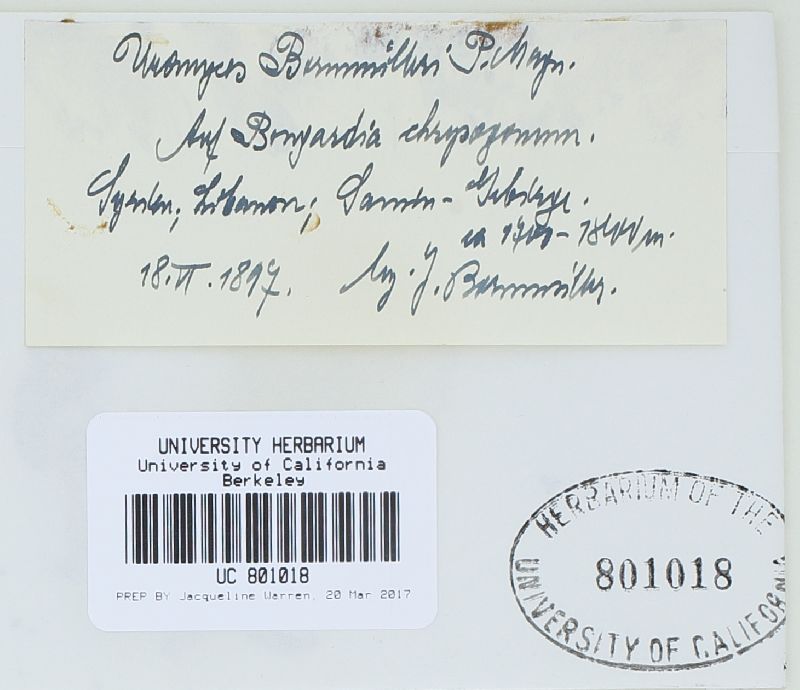 Uromyces Bornmülleri P. Magn.
Auf Bongardia chrysogonum.
Syrien; Libanon; Sannin-Gebirge.
ca 1700-1800 m.
18.VI.1897. leg. J. Bornmüller.
UNIVERSITY HERBARIUM
University of California
Berkeley
UC 801018
PREP BY Jacqueline Warren, 20 Mar 2017
HERBARIUM OF THE
801018
UNIVERSITY OF CALIFORNIA